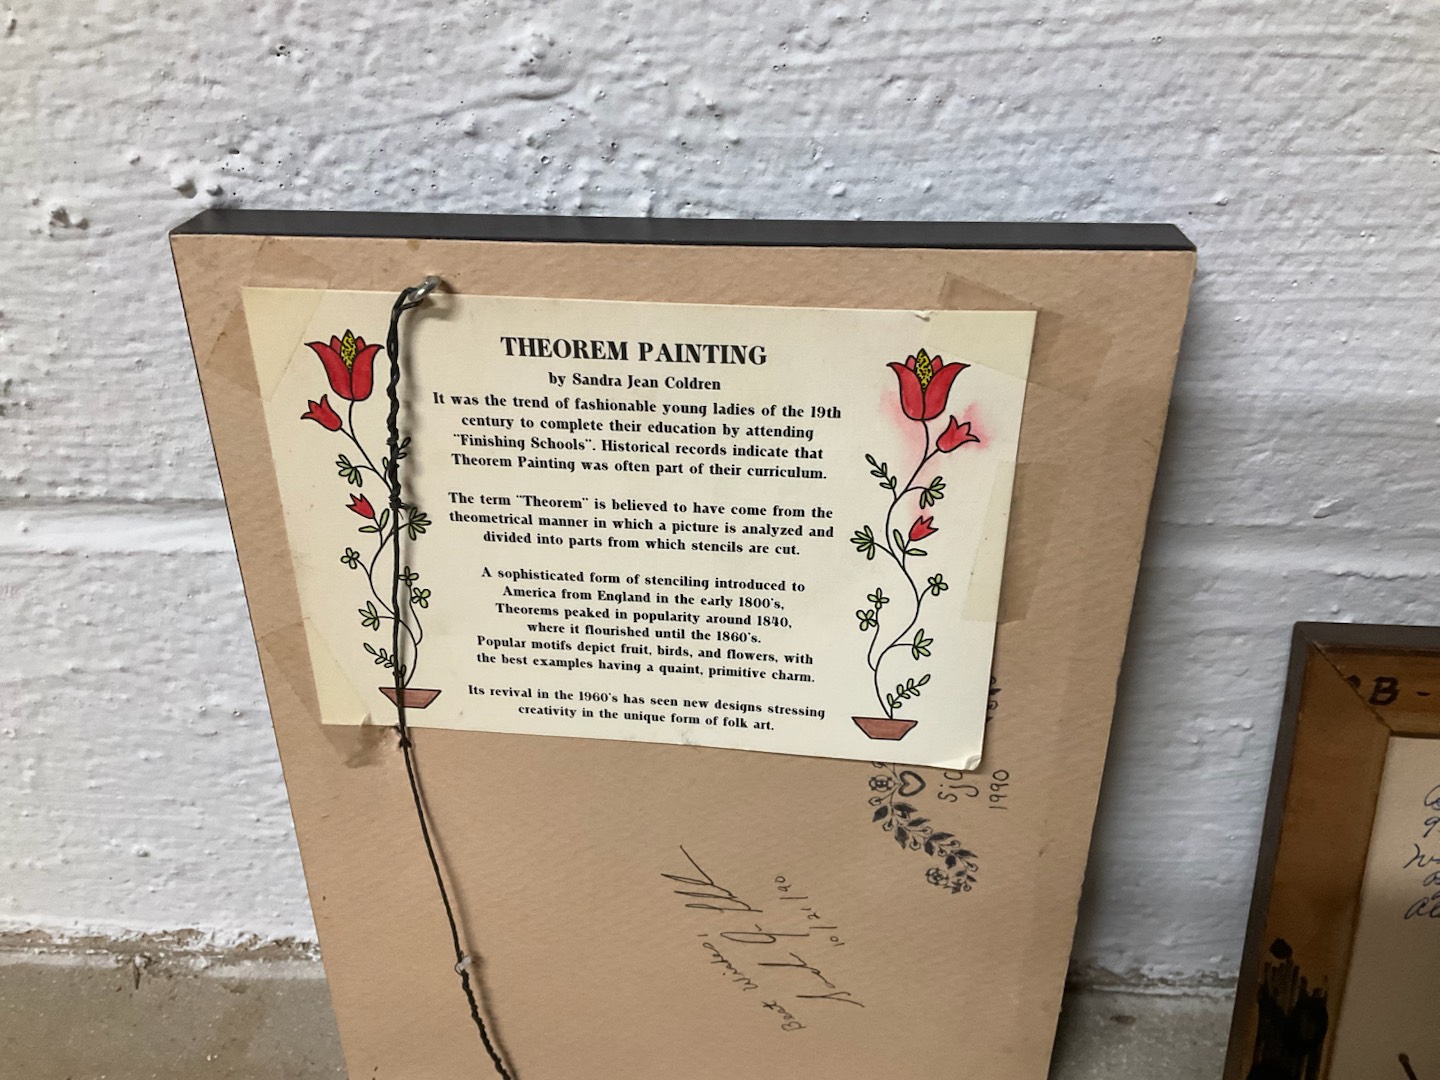 THEOREM PAINTING
by Sandra Jean Coldren
It was the trend of fashionable young ladies of the 19th
century to complete their education by attending
"Finishing Schools". Historical records indicate that
Theorem Painting was often part of their curriculum.
The term "Theorem" is believed to have come from the
theometrical manner in which a picture is analyzed and
divided into parts from which stencils are cut.
A sophisticated form of stenciling introduced to
America from England in the early 1800's,
Theorems peaked in popularity around 1840,
where it flourished until the 1860's.
Popular motifs depict fruit, birds, and flowers, with
the best examples having a quaint, primitive charm.
Its revival in the 1960's has seen new designs stressing
creativity in the unique form of folk art.
sjc
1990
Best Wishes,
10/21/90
B -